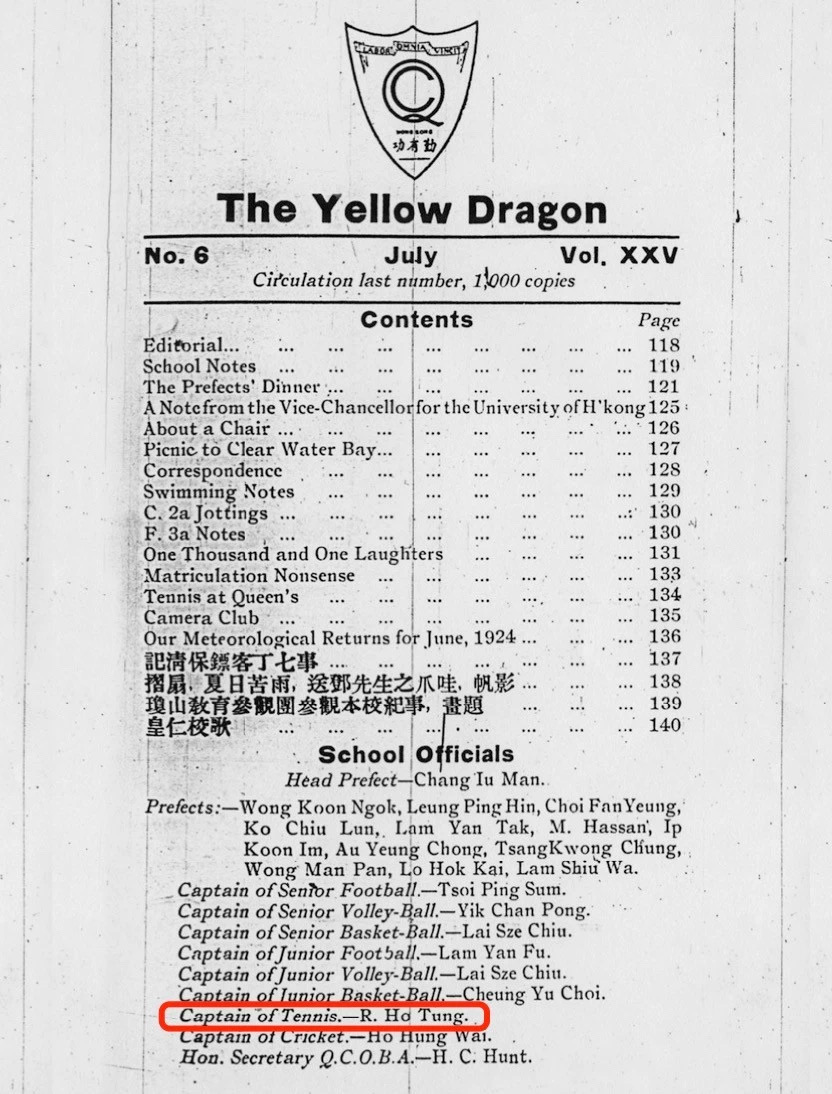 LABOR OMNIA VINCIT
QC
HONG KONG
功有勤
The Yellow Dragon
No. 6 July Vol. XXV
Circulation last number, 1,000 copies
Contents Page
Editorial... ... ... ... ... ... ... ... ... 118
School Notes ... ... ... ... ... ... ... ... 119
The Prefects' Dinner ... ... ... ... ... ... ... 121
A Note from the Vice-Chancellor for the University of H'kong 125
About a Chair ... ... ... ... ... ... ... ... 126
Picnic to Clear Water Bay... ... ... ... ... ... ... 127
Correspondence ... ... ... ... ... ... ... 128
Swimming Notes ... ... ... ... ... ... ... 129
C. 2a Jottings ... ... ... ... ... ... ... ... 130
F. 3a Notes ... ... ... ... ... ... ... ... 130
One Thousand and One Laughters ... ... ... ... 131
Matriculation Nonsense ... ... ... ... ... ... 133
Tennis at Queen's ... ... ... ... ... ... ... 134
Camera Club ... ... ... ... ... ... ... ... 135
Our Meteorological Returns for June, 1924 ... ... ... 136
記清保鏢客丁七事 ... ... ... ... ... ... ... 137
摺扇，夏日苦雨，送鄧先生之爪哇，帆影 ... ... ... 138
瓊山敎育參觀團參觀本校紀事，畫題 ... ... ... 139
皇仁校歌 ... ... ... ... ... ... ... ... 140
School Officials
Head Prefect—Chang Iu Man.
Prefects:—Wong Koon Ngok, Leung Ping Hin, Choi Fan Yeung,
Ko Chiu Lun, Lam Yan Tak, M. Hassan, Ip
Koon Im, Au Yeung Chong, Tsang Kwong Chung,
Wong Man Pan, Lo Hok Kai, Lam Shiu Wa.
Captain of Senior Football.—Tsoi Ping Sum.
Captain of Senior Volley-Ball.—Yik Chan Pong.
Captain of Senior Basket-Ball.—Lai Sze Chiu.
Captain of Junior Football.—Lam Yan Fu.
Captain of Junior Volley-Ball.—Lai Sze Chiu.
Captain of Junior Basket-Ball.—Cheung Yu Choi.
Captain of Tennis.—R. Ho Tung.
Captain of Cricket.—Ho Hung Wai.
Hon. Secretary Q.C.O.B.A.—H. C. Hunt.